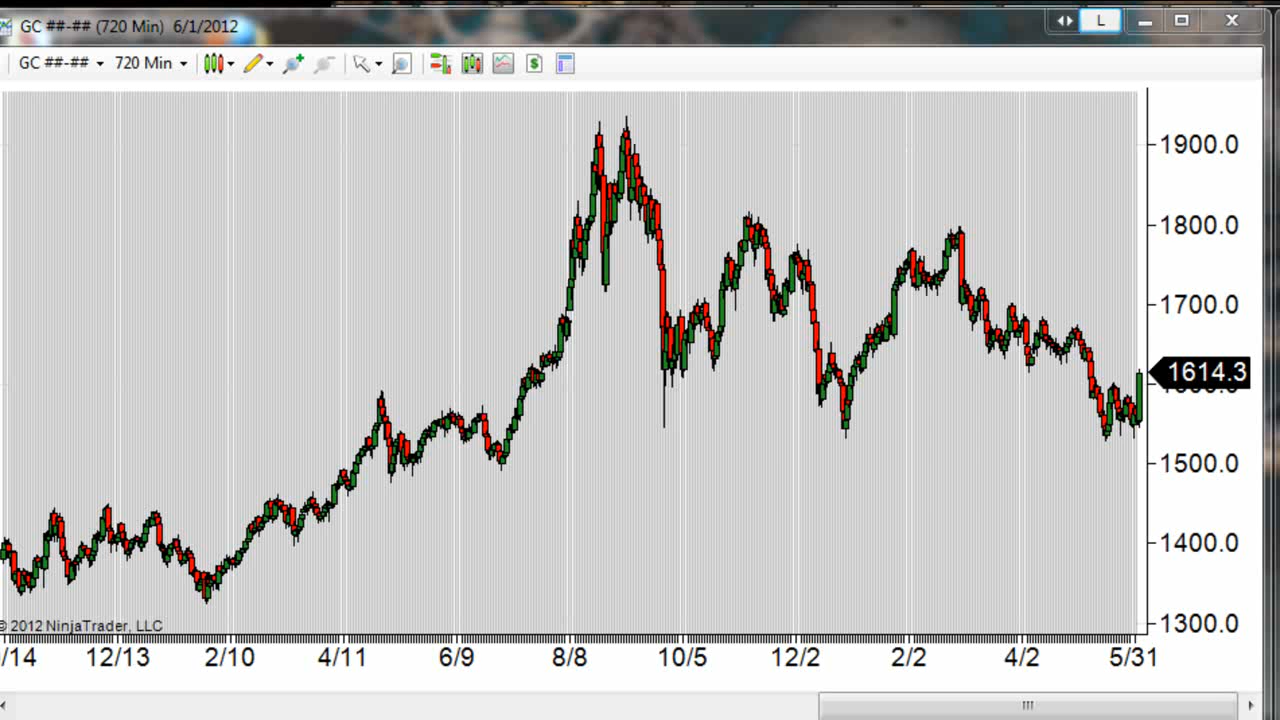 GC ##-## (720 Min) 6/1/2012
L
GC ##-## 720 Min
$
1900.0
1800.0
1700.0
1614.3
1500.0
1400.0
1300.0
© 2012 NinjaTrader, LLC
/14 12/13 2/10 4/11 6/9 8/8 10/5 12/2 2/2 4/2 5/31